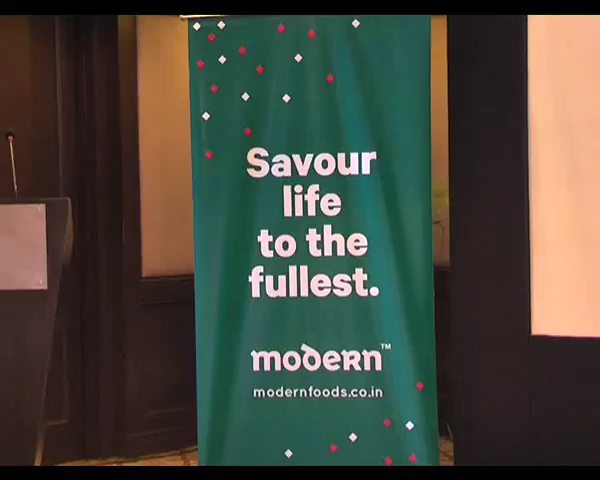 Savour
life
to the
fullest.
modern™
modernfoods.co.in